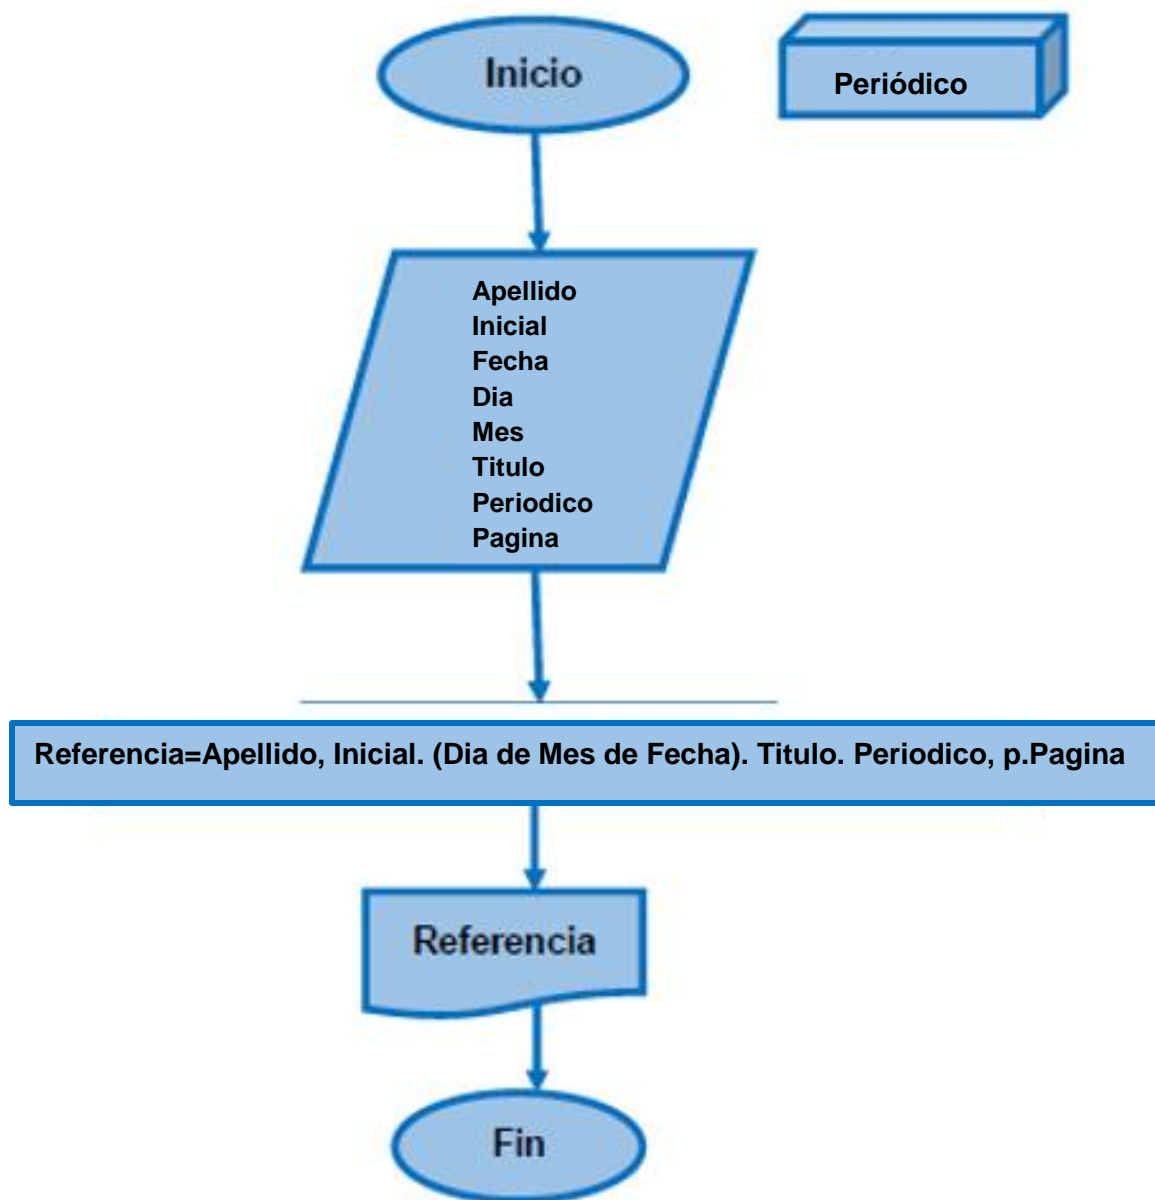 Inicio
Periódico
Apellido
Inicial
Fecha
Dia
Mes
Titulo
Periodico
Pagina
Referencia=Apellido, Inicial. (Dia de Mes de Fecha). Titulo. Periodico, p.Pagina
Referencia
Fin